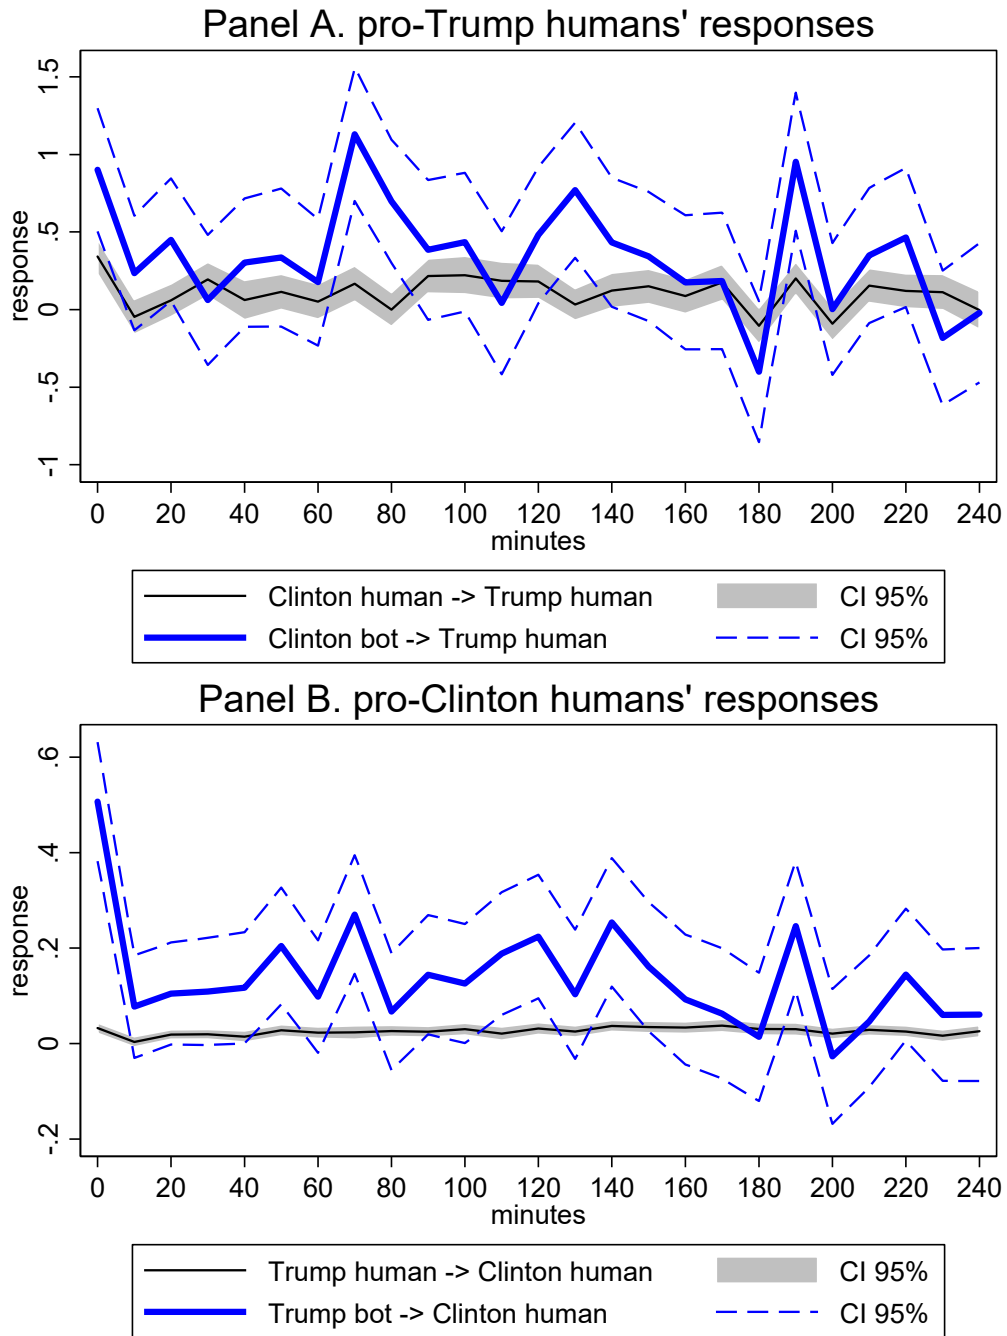 Panel A. pro-Trump humans' responses
1.5
1
.5
0
-.5
-1
response
0 20 40 60 80 100 120 140 160 180 200 220 240
minutes
Clinton human -> Trump human CI 95%
Clinton bot -> Trump human CI 95%
Panel B. pro-Clinton humans' responses
.6
.4
.2
0
-.2
response
0 20 40 60 80 100 120 140 160 180 200 220 240
minutes
Trump human -> Clinton human CI 95%
Trump bot -> Clinton human CI 95%